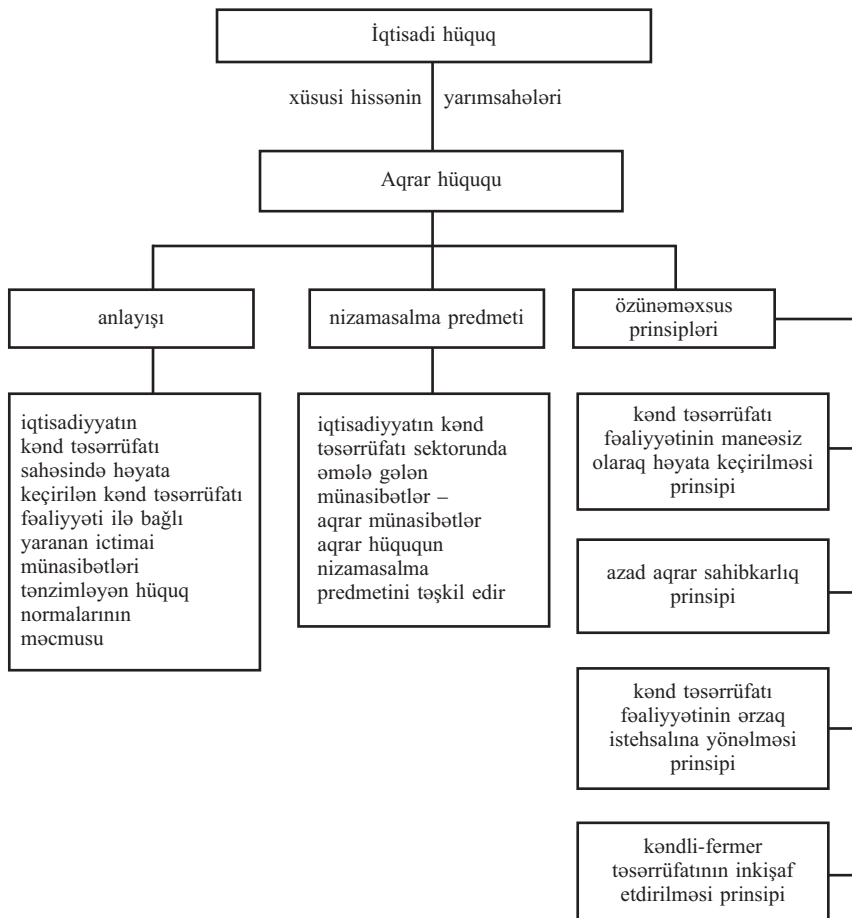 İqtisadi hüquq
xüsusi hissənin yarımsahələri
Aqrar hüququ
anlayışı
nizamasalma predmeti
özünəməxsus
prinsipləri
iqtisadiyyatın
kənd təsərrüfatı
sahəsində həyata
keçirilən kənd təsərrüfatı
fəaliyyəti ilə bağlı
yaranan ictimai
münasibətləri
tənzimləyən hüquq
normalarının
məcmusu
iqtisadiyyatın kənd
təsərrüfatı sektorunda
əmələ gələn
münasibətlər –
aqrar münasibətlər
aqrar hüququn
nizamasalma
predmetini təşkil edir
kənd təsərrüfatı
fəaliyyətinin maneəsiz
olaraq həyata keçirilməsi
prinsipi
azad aqrar sahibkarlıq
prinsipi
kənd təsərrüfatı
fəaliyyətinin ərzaq
istehsalına yönəlməsi
prinsipi
kəndli-fermer
təsərrüfatının inkişaf
etdirilməsi prinsipi